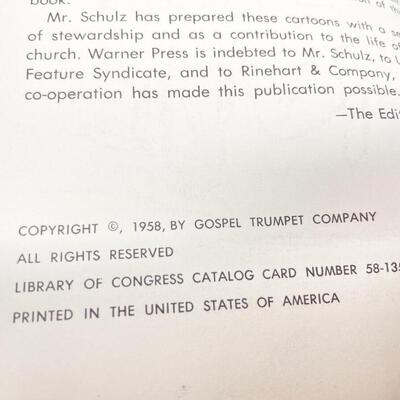 book.
Mr. Schulz has prepared these cartoons with a
of stewardship and as a contribution to the life of
church. Warner Press is indebted to Mr. Schulz, to
Feature Syndicate, and to Rinehart & Company,
co-operation has made this publication possible.
—The Edi
COPYRIGHT ©, 1958, BY GOSPEL TRUMPET COMPANY
ALL RIGHTS RESERVED
LIBRARY OF CONGRESS CATALOG CARD NUMBER 58-135
PRINTED IN THE UNITED STATES OF AMERICA